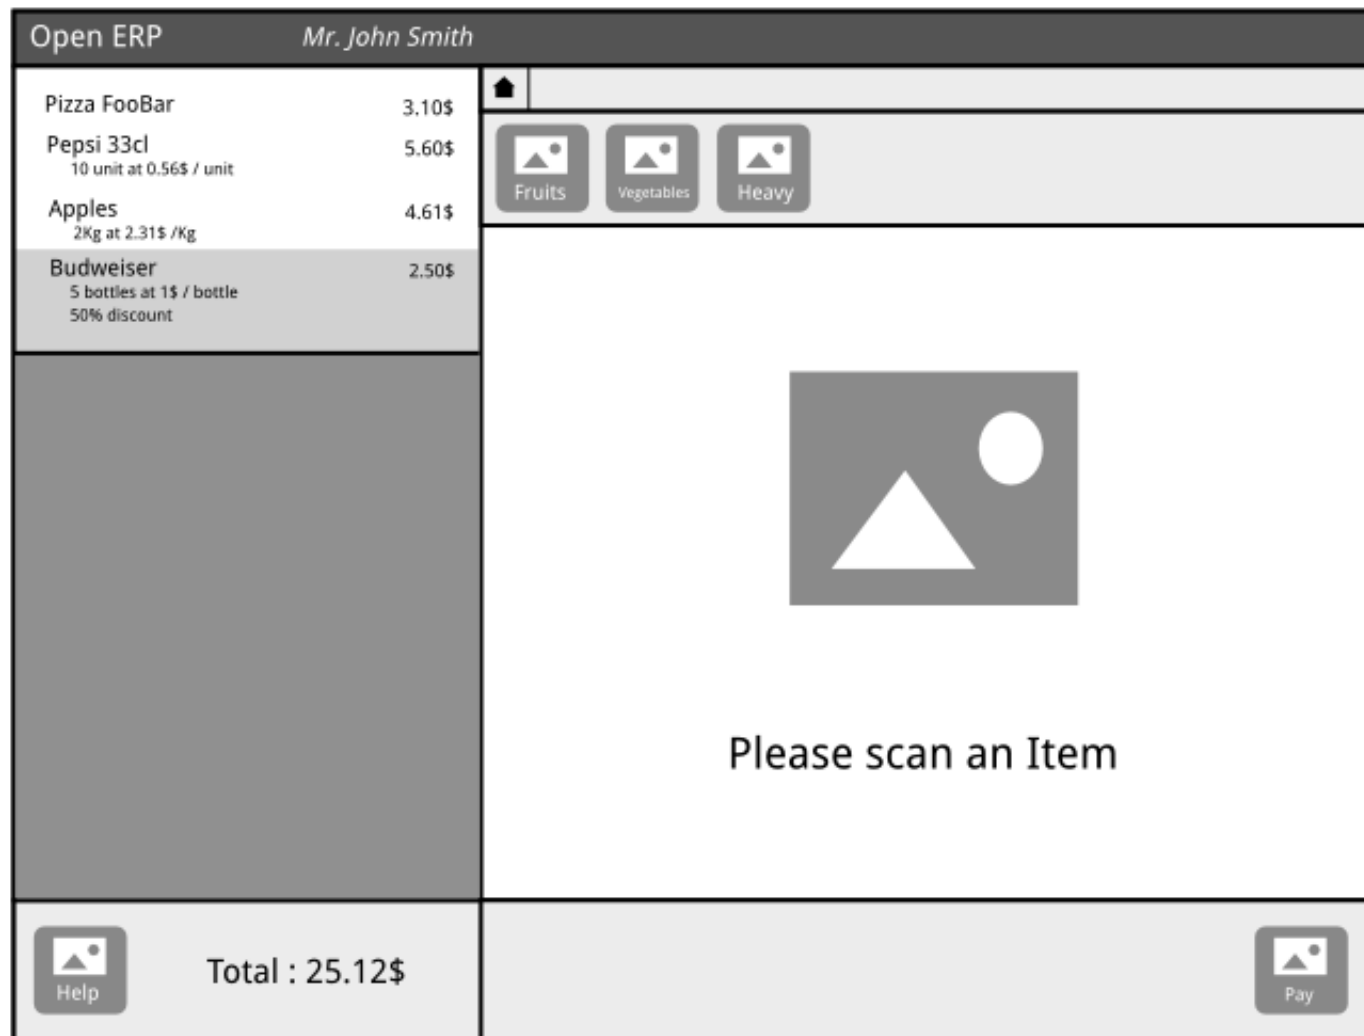 Open ERP
Mr. John Smith
Pizza FooBar 3.10$
Pepsi 33cl 5.60$
10 unit at 0.56$ / unit
Apples 4.61$
2Kg at 2.31$ /Kg
Budweiser 2.50$
5 bottles at 1$ / bottle
50% discount
Fruits
Vegetables
Heavy
Please scan an Item
Help
Total : 25.12$
Pay